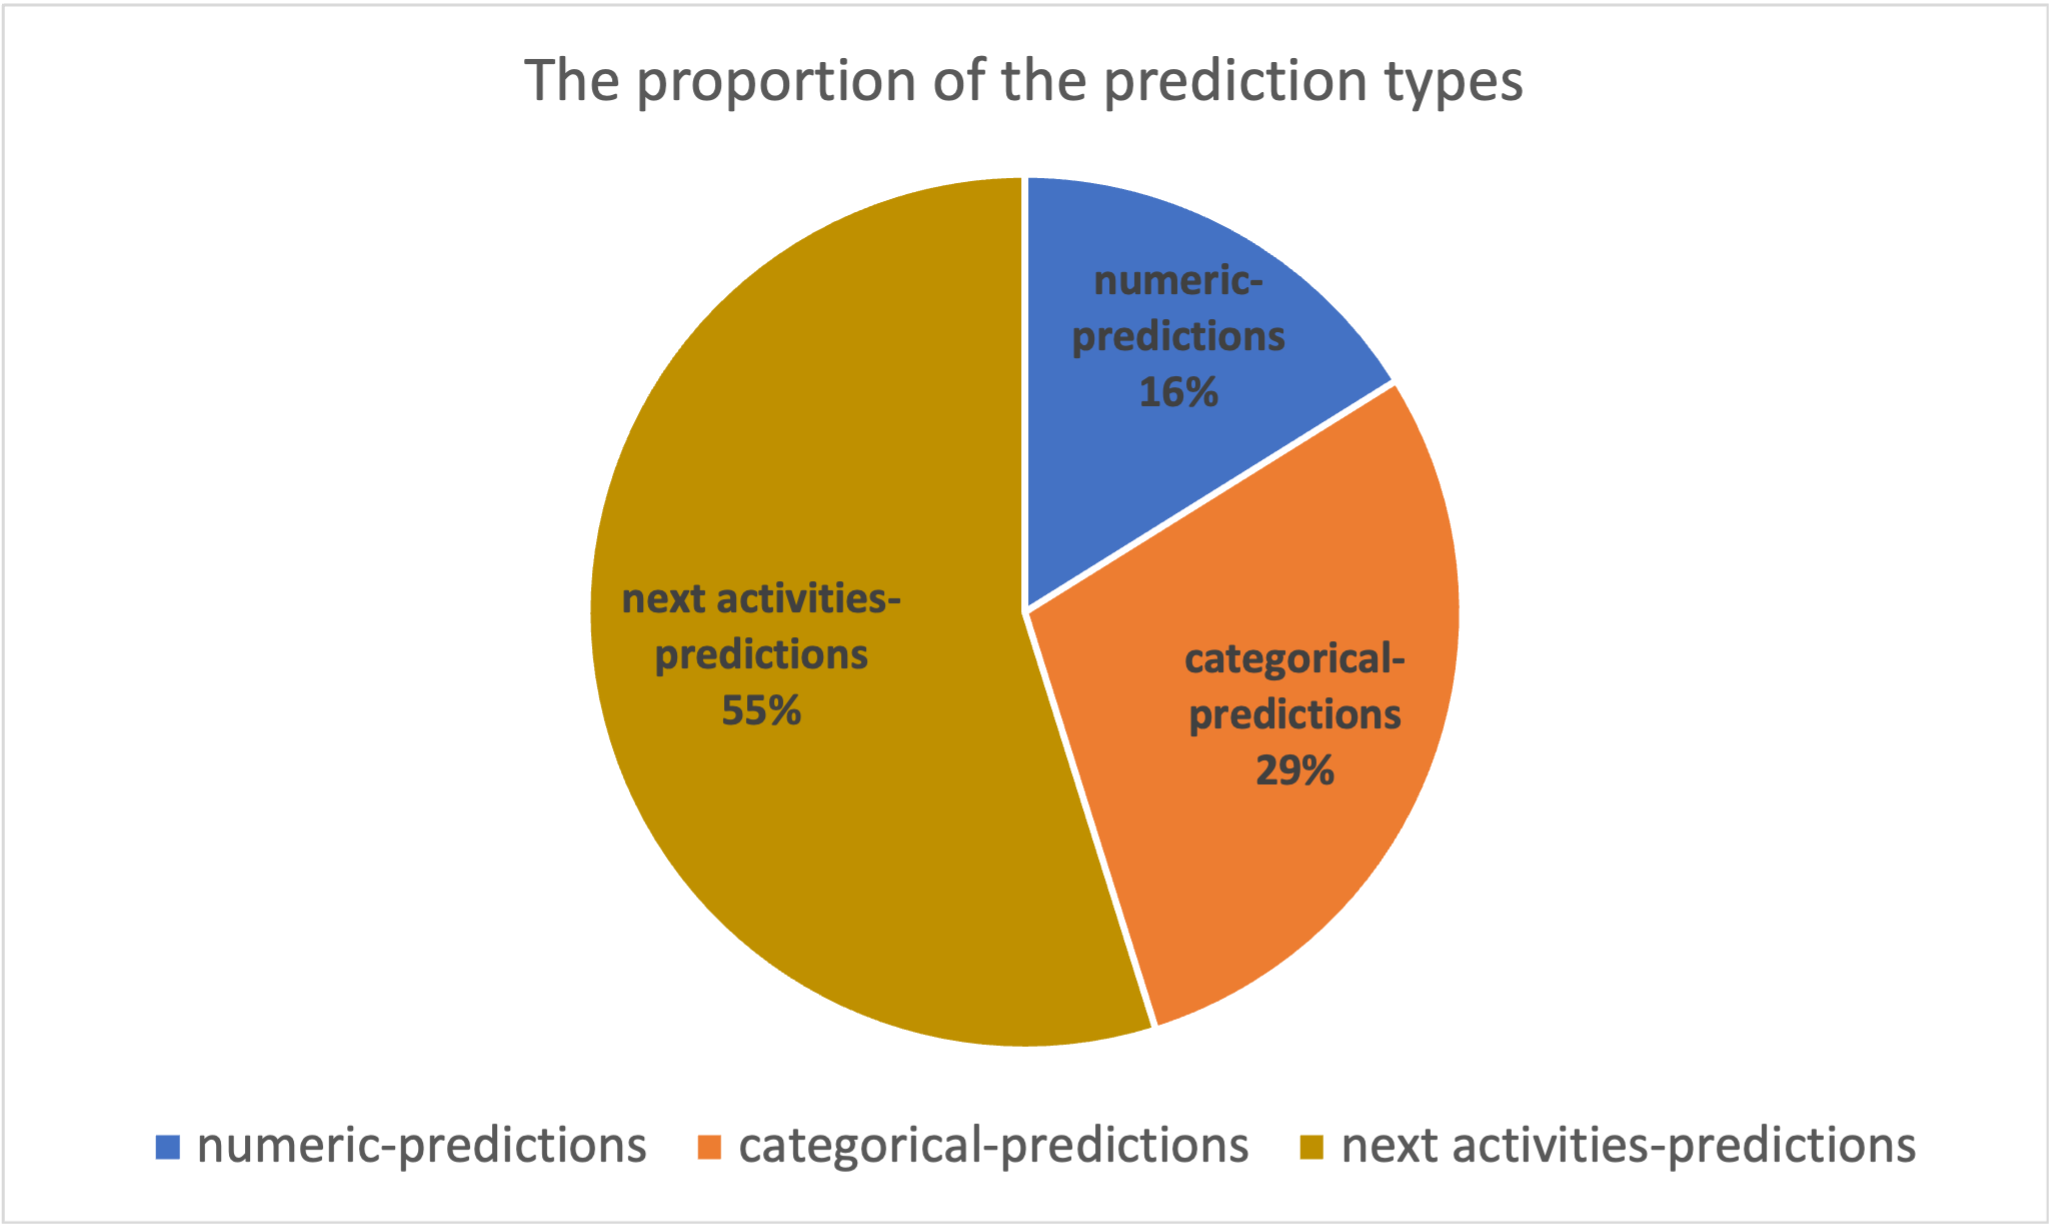 The proportion of the prediction types
numeric-
predictions
16%
categorical-
predictions
29%
next activities-
predictions
55%
numeric-predictions
categorical-predictions
next activities-predictions